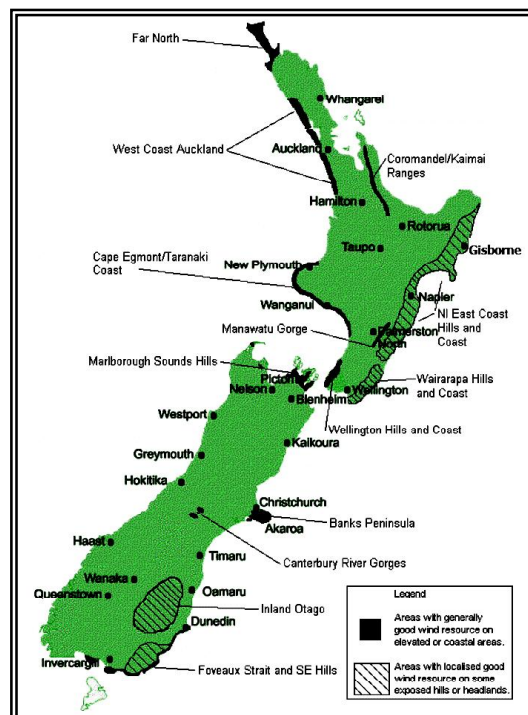 Far North
Whangarei
West Coast Auckland
Auckland
Coromandel/Kaimai
Ranges
Hamilton
Rotorua
Taupo
Gisborne
Cape Egmont/Taranaki
Coast
New Plymouth
Napier
Wanganui
NI East Coast
Hills and
Coast
Manawatu Gorge
Palmerston
North
Marlborough Sounds Hills
Picton
Nelson
Wellington
Wairarapa Hills
and Coast
Blenheim
Westport
Wellington Hills and Coast
Kaikoura
Greymouth
Hokitika
Christchurch
Akaroa
Banks Peninsula
Haast
Canterbury River Gorges
Timaru
Wanaka
Queenstown
Oamaru
Inland Otago
Dunedin
Invercargill
Foveaux Strait and SE Hills
Legend
Areas with generally
good wind resource on
elevated or coastal areas.
Areas with localised good
wind resource on some
exposed hills or headlands.